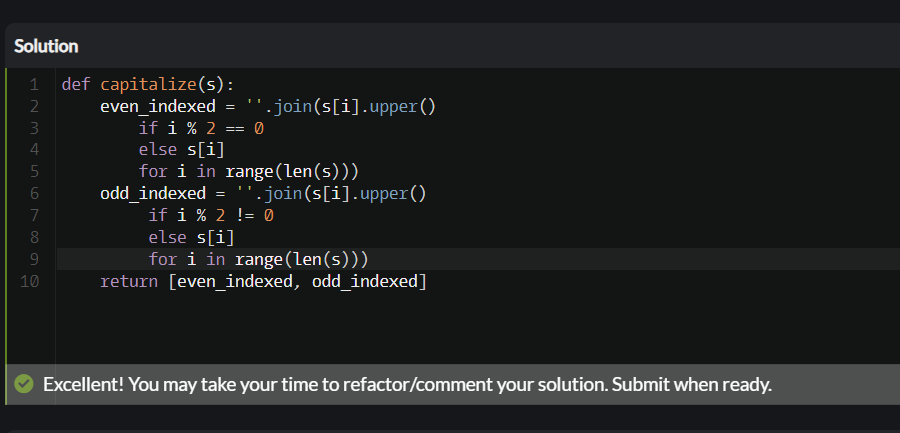 Solution
1 def capitalize(s):
2     even_indexed = ''.join(s[i].upper()
3         if i % 2 == 0
4         else s[i]
5         for i in range(len(s)))
6     odd_indexed = ''.join(s[i].upper()
7          if i % 2 != 0
8          else s[i]
9          for i in range(len(s)))
10     return [even_indexed, odd_indexed]
Excellent! You may take your time to refactor/comment your solution. Submit when ready.